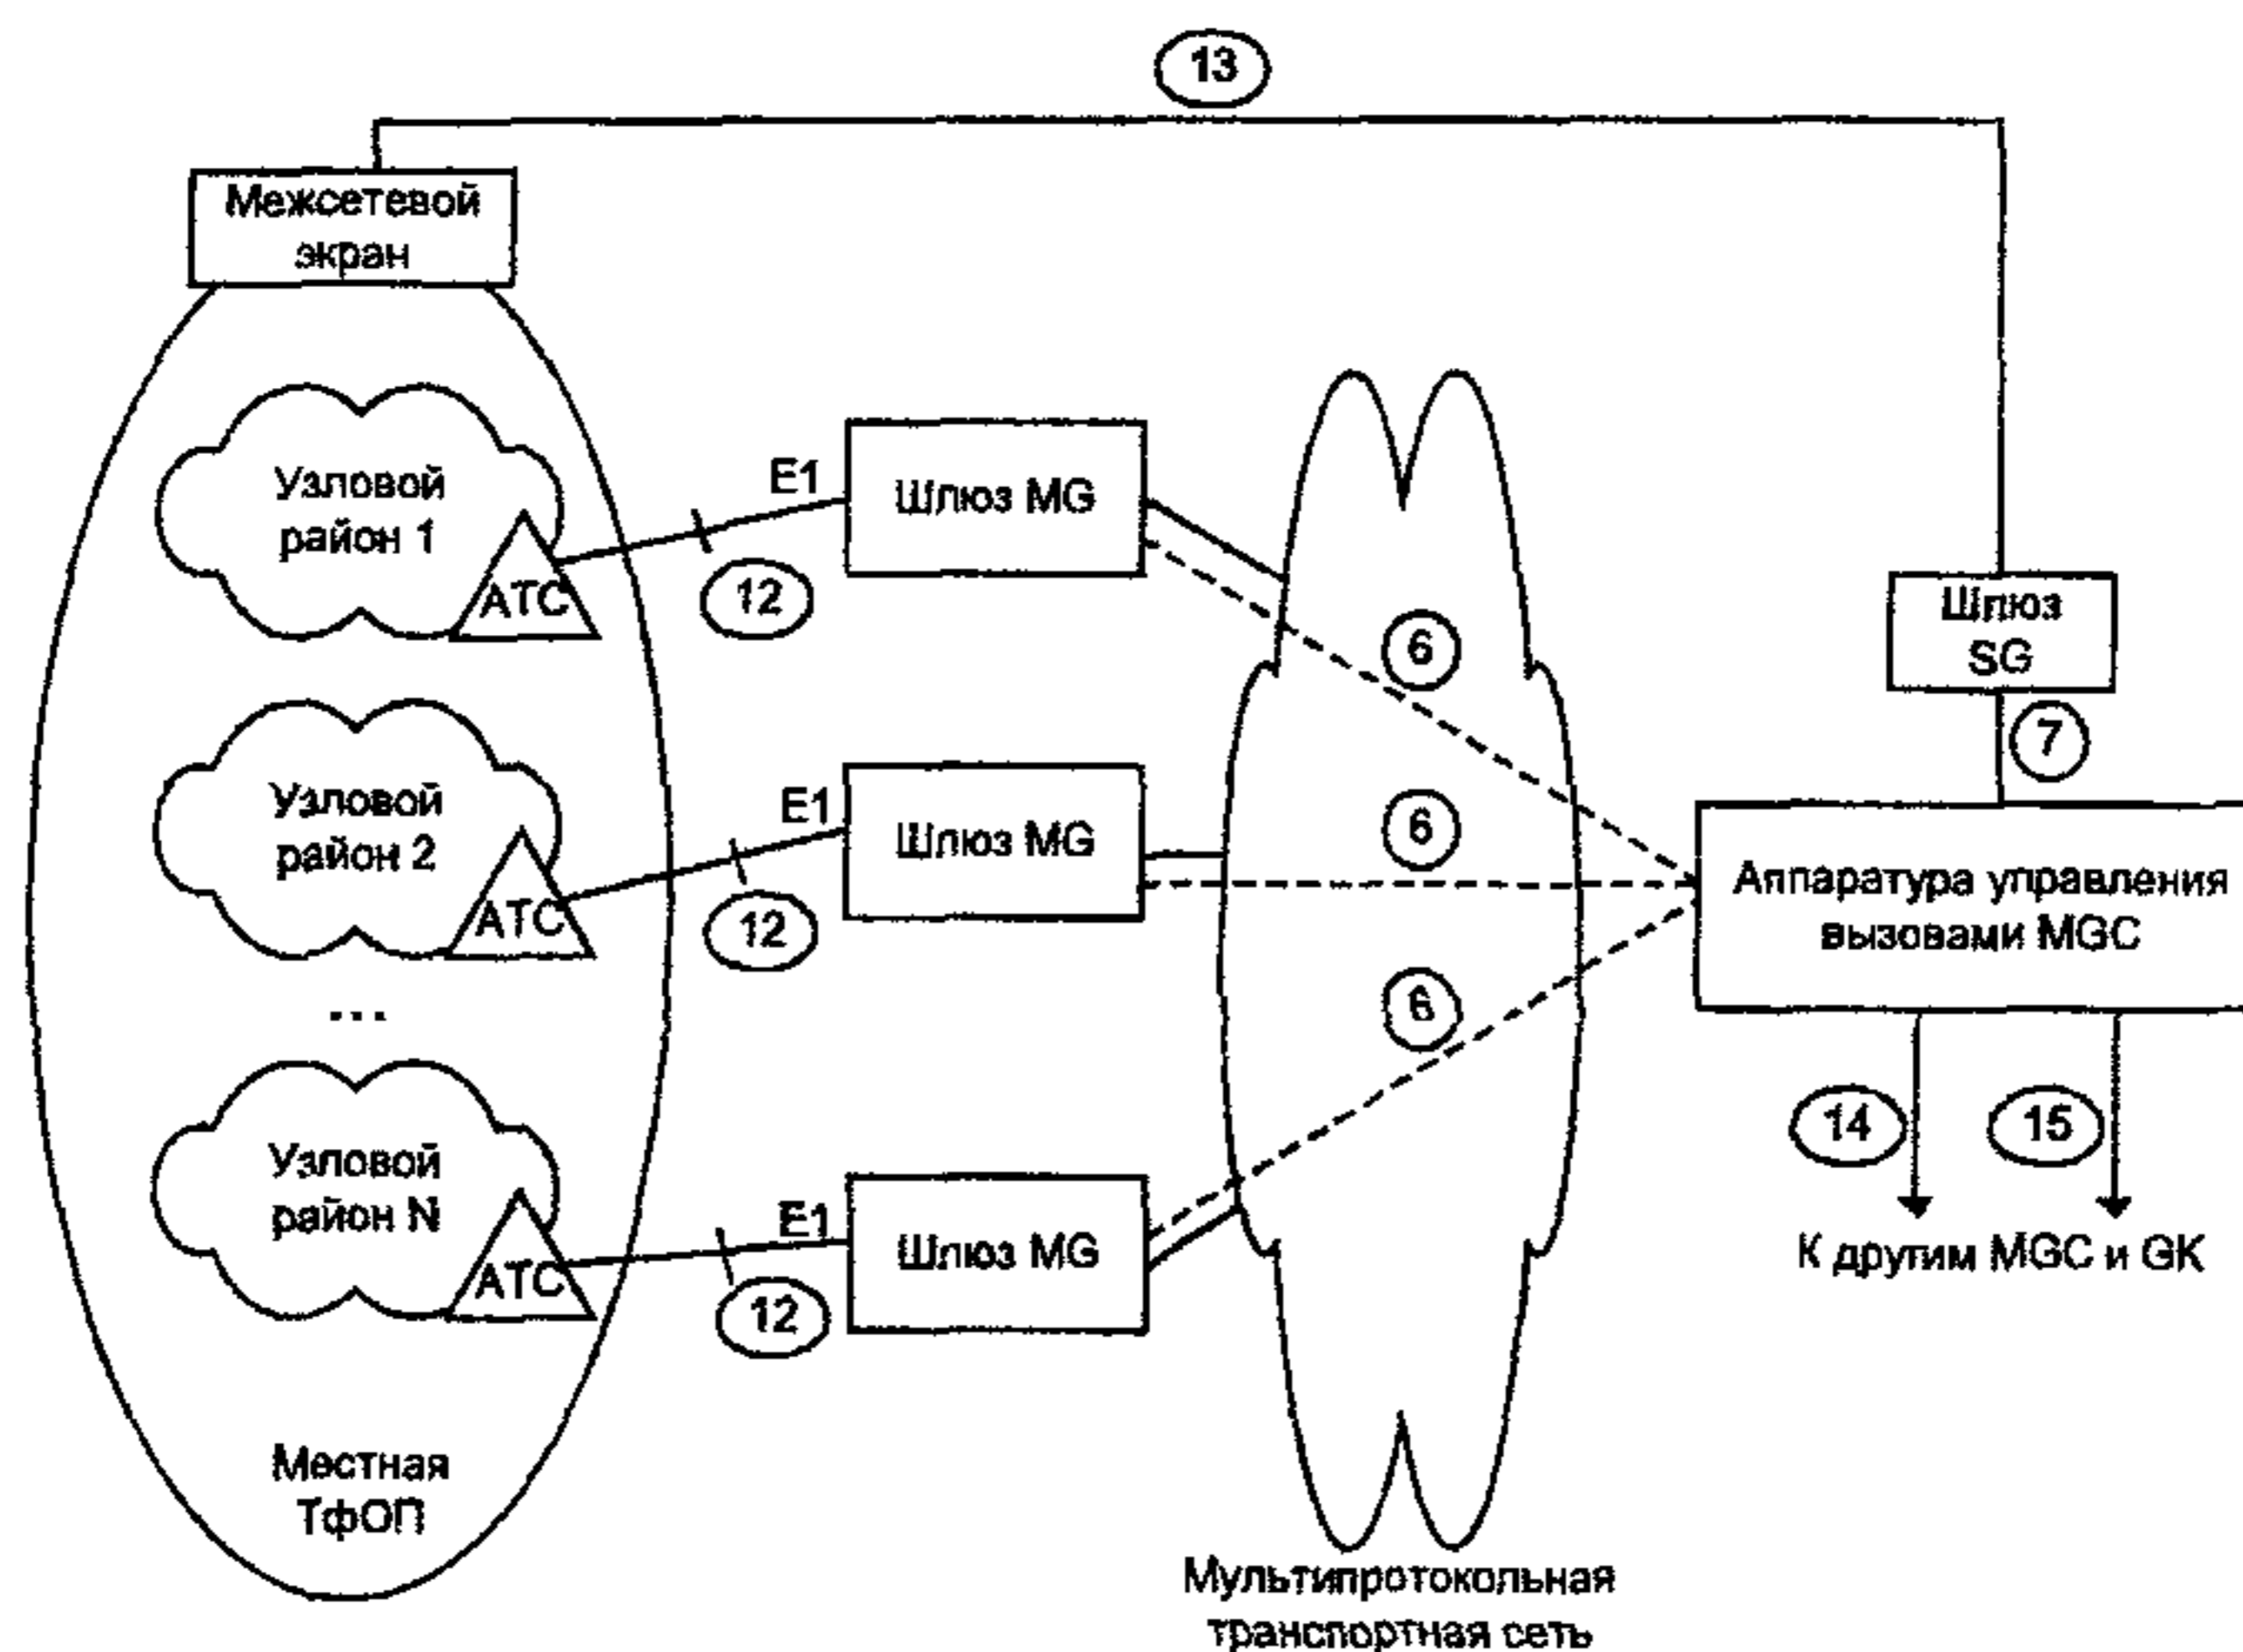 13
Межсетевой
экран
Узловой
район 1
АТС
E1
12
Шлюз MG
6
Шлюз
SG
7
Узловой
район 2
АТС
E1
12
Шлюз MG
6
Аппаратура управления
вызовами MGC
...
6
Узловой
район N
АТС
E1
12
Шлюз MG
14
15
К другим MGC и GK
Местная
ТфОП
Мультипротокольная
транспортная сеть